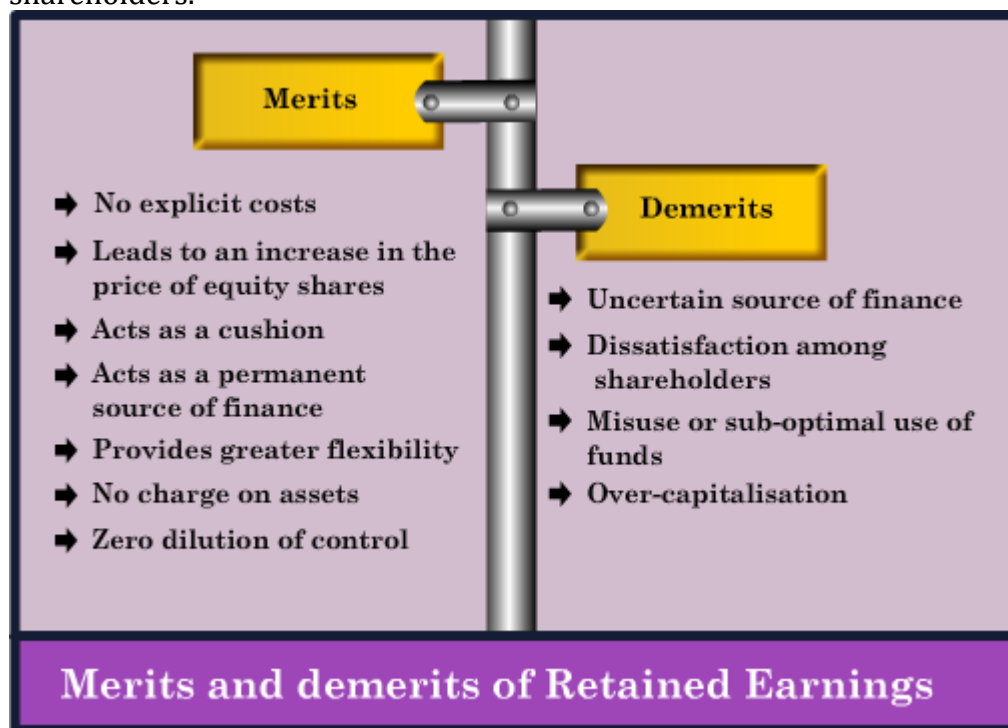 shareholders.
Merits
No explicit costs
Leads to an increase in the
price of equity shares
Acts as a cushion
Acts as a permanent
source of finance
Provides greater flexibility
No charge on assets
Zero dilution of control
Demerits
Uncertain source of finance
Dissatisfaction among
shareholders
Misuse or sub-optimal use of
funds
Over-capitalisation
Merits and demerits of Retained Earnings